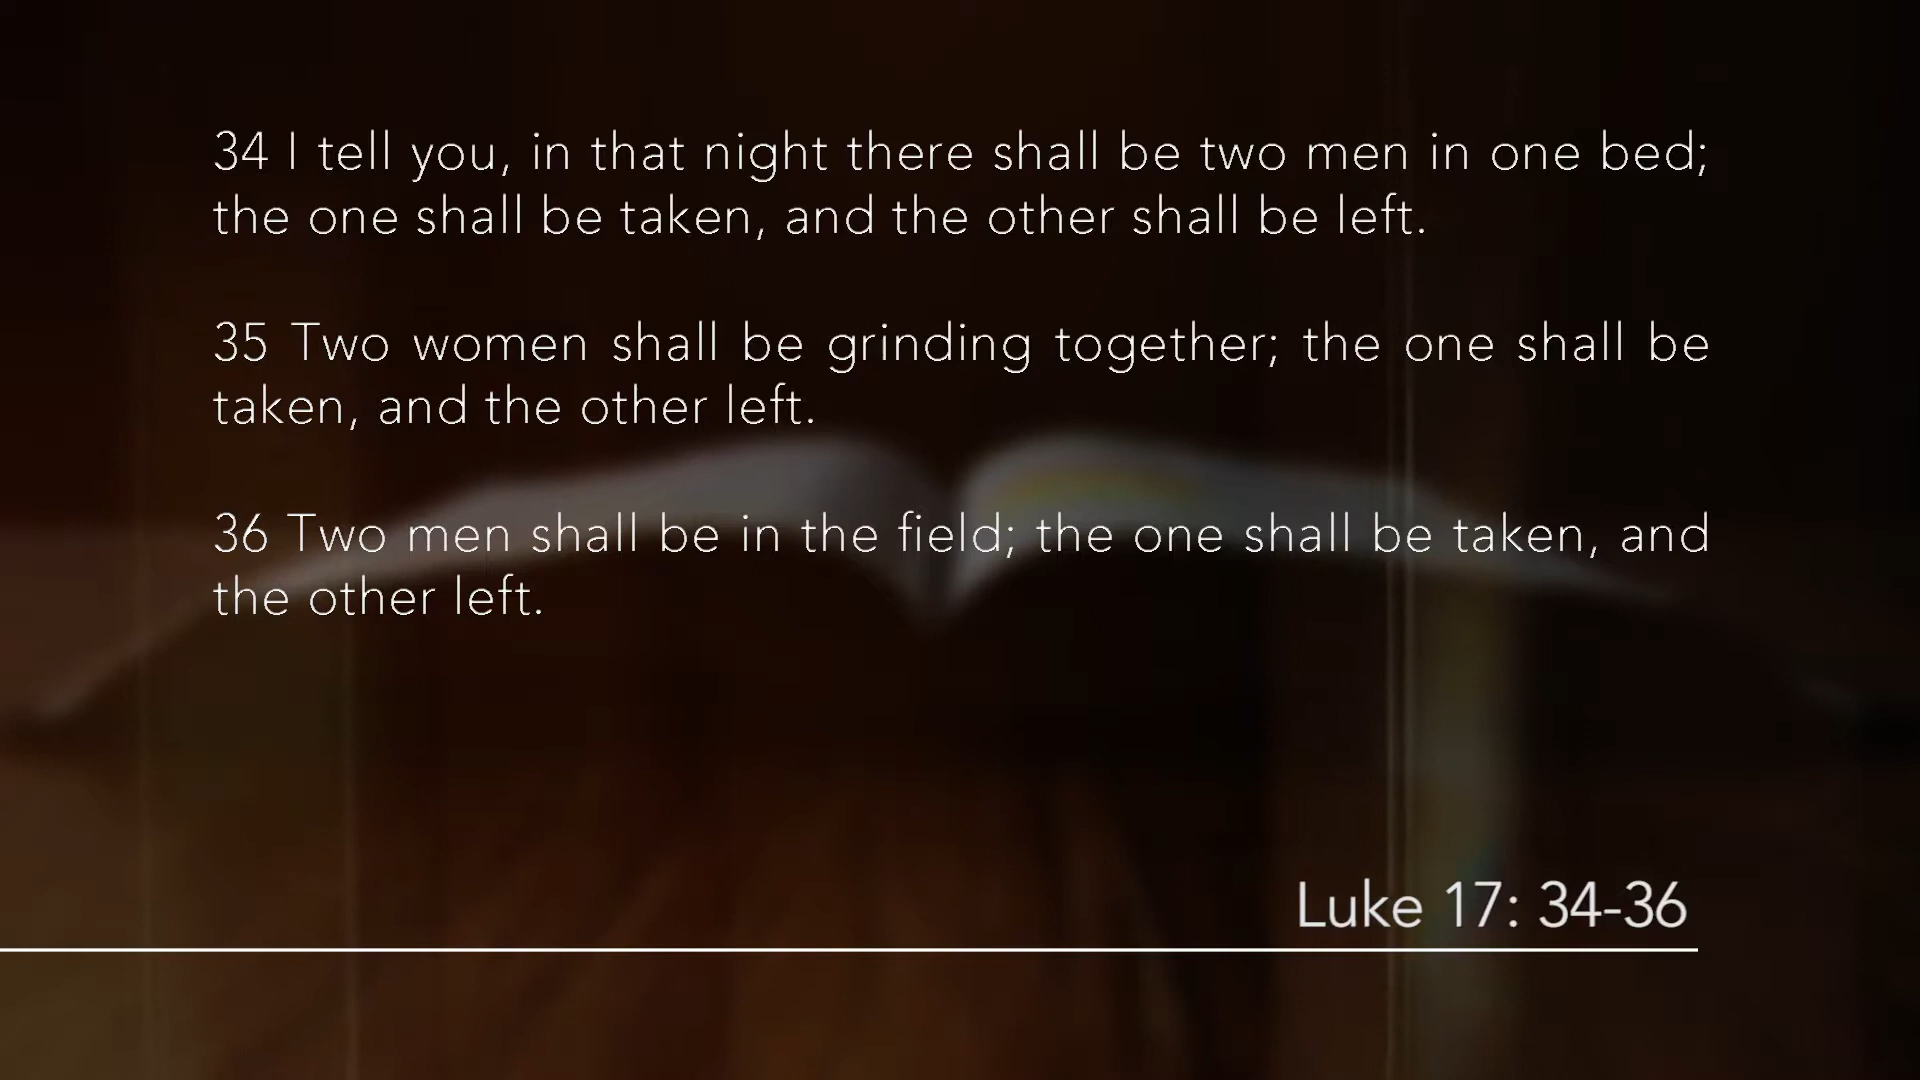 34 I tell you, in that night there shall be two men in one bed;
the one shall be taken, and the other shall be left.
35 Two women shall be grinding together; the one shall be
taken, and the other left.
36 Two men shall be in the field; the one shall be taken, and
the other left.
Luke 17: 34-36